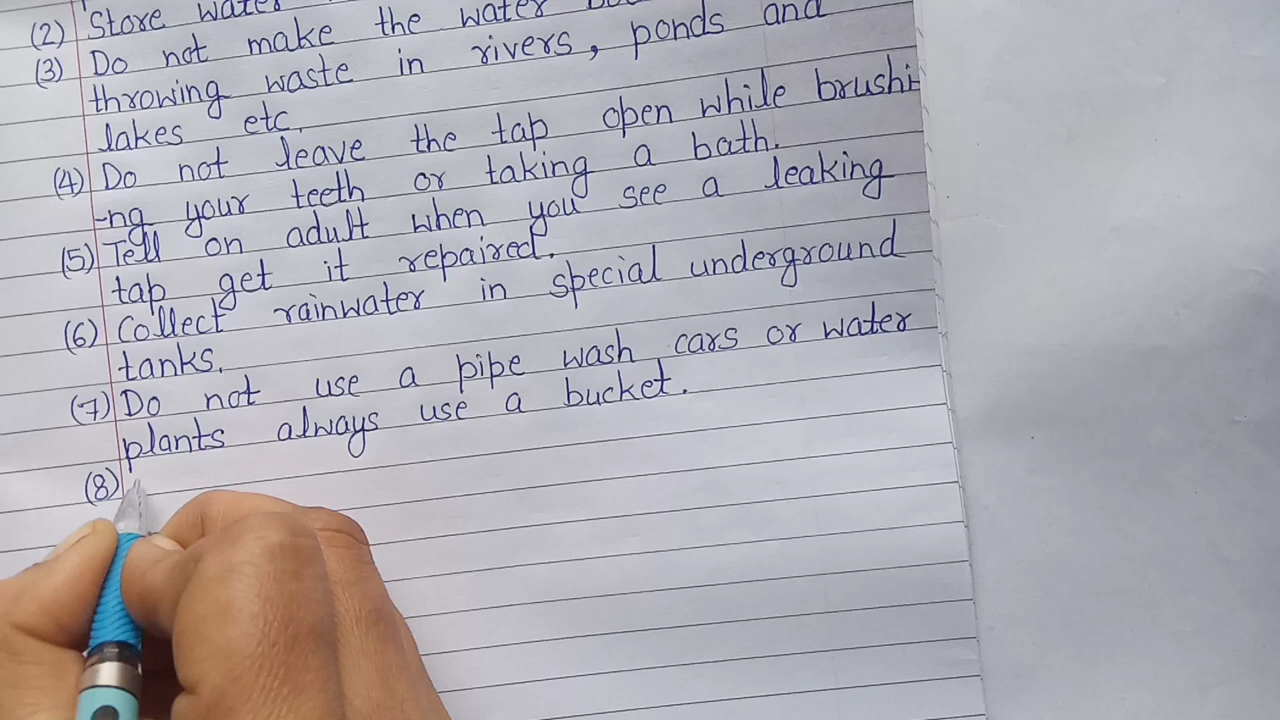 (2) Store water
(3) Do not make the water
throwing waste in rivers, ponds and
lakes etc.
(4) Do not leave the tap open while brushi
-ng your teeth or taking a bath.
(5) Tell on adult when you see a leaking
tap get it repaired.
(6) Collect rainwater in special underground
tanks.
(7) Do not use a pipe wash cars or water
plants always use a bucket.
(8)